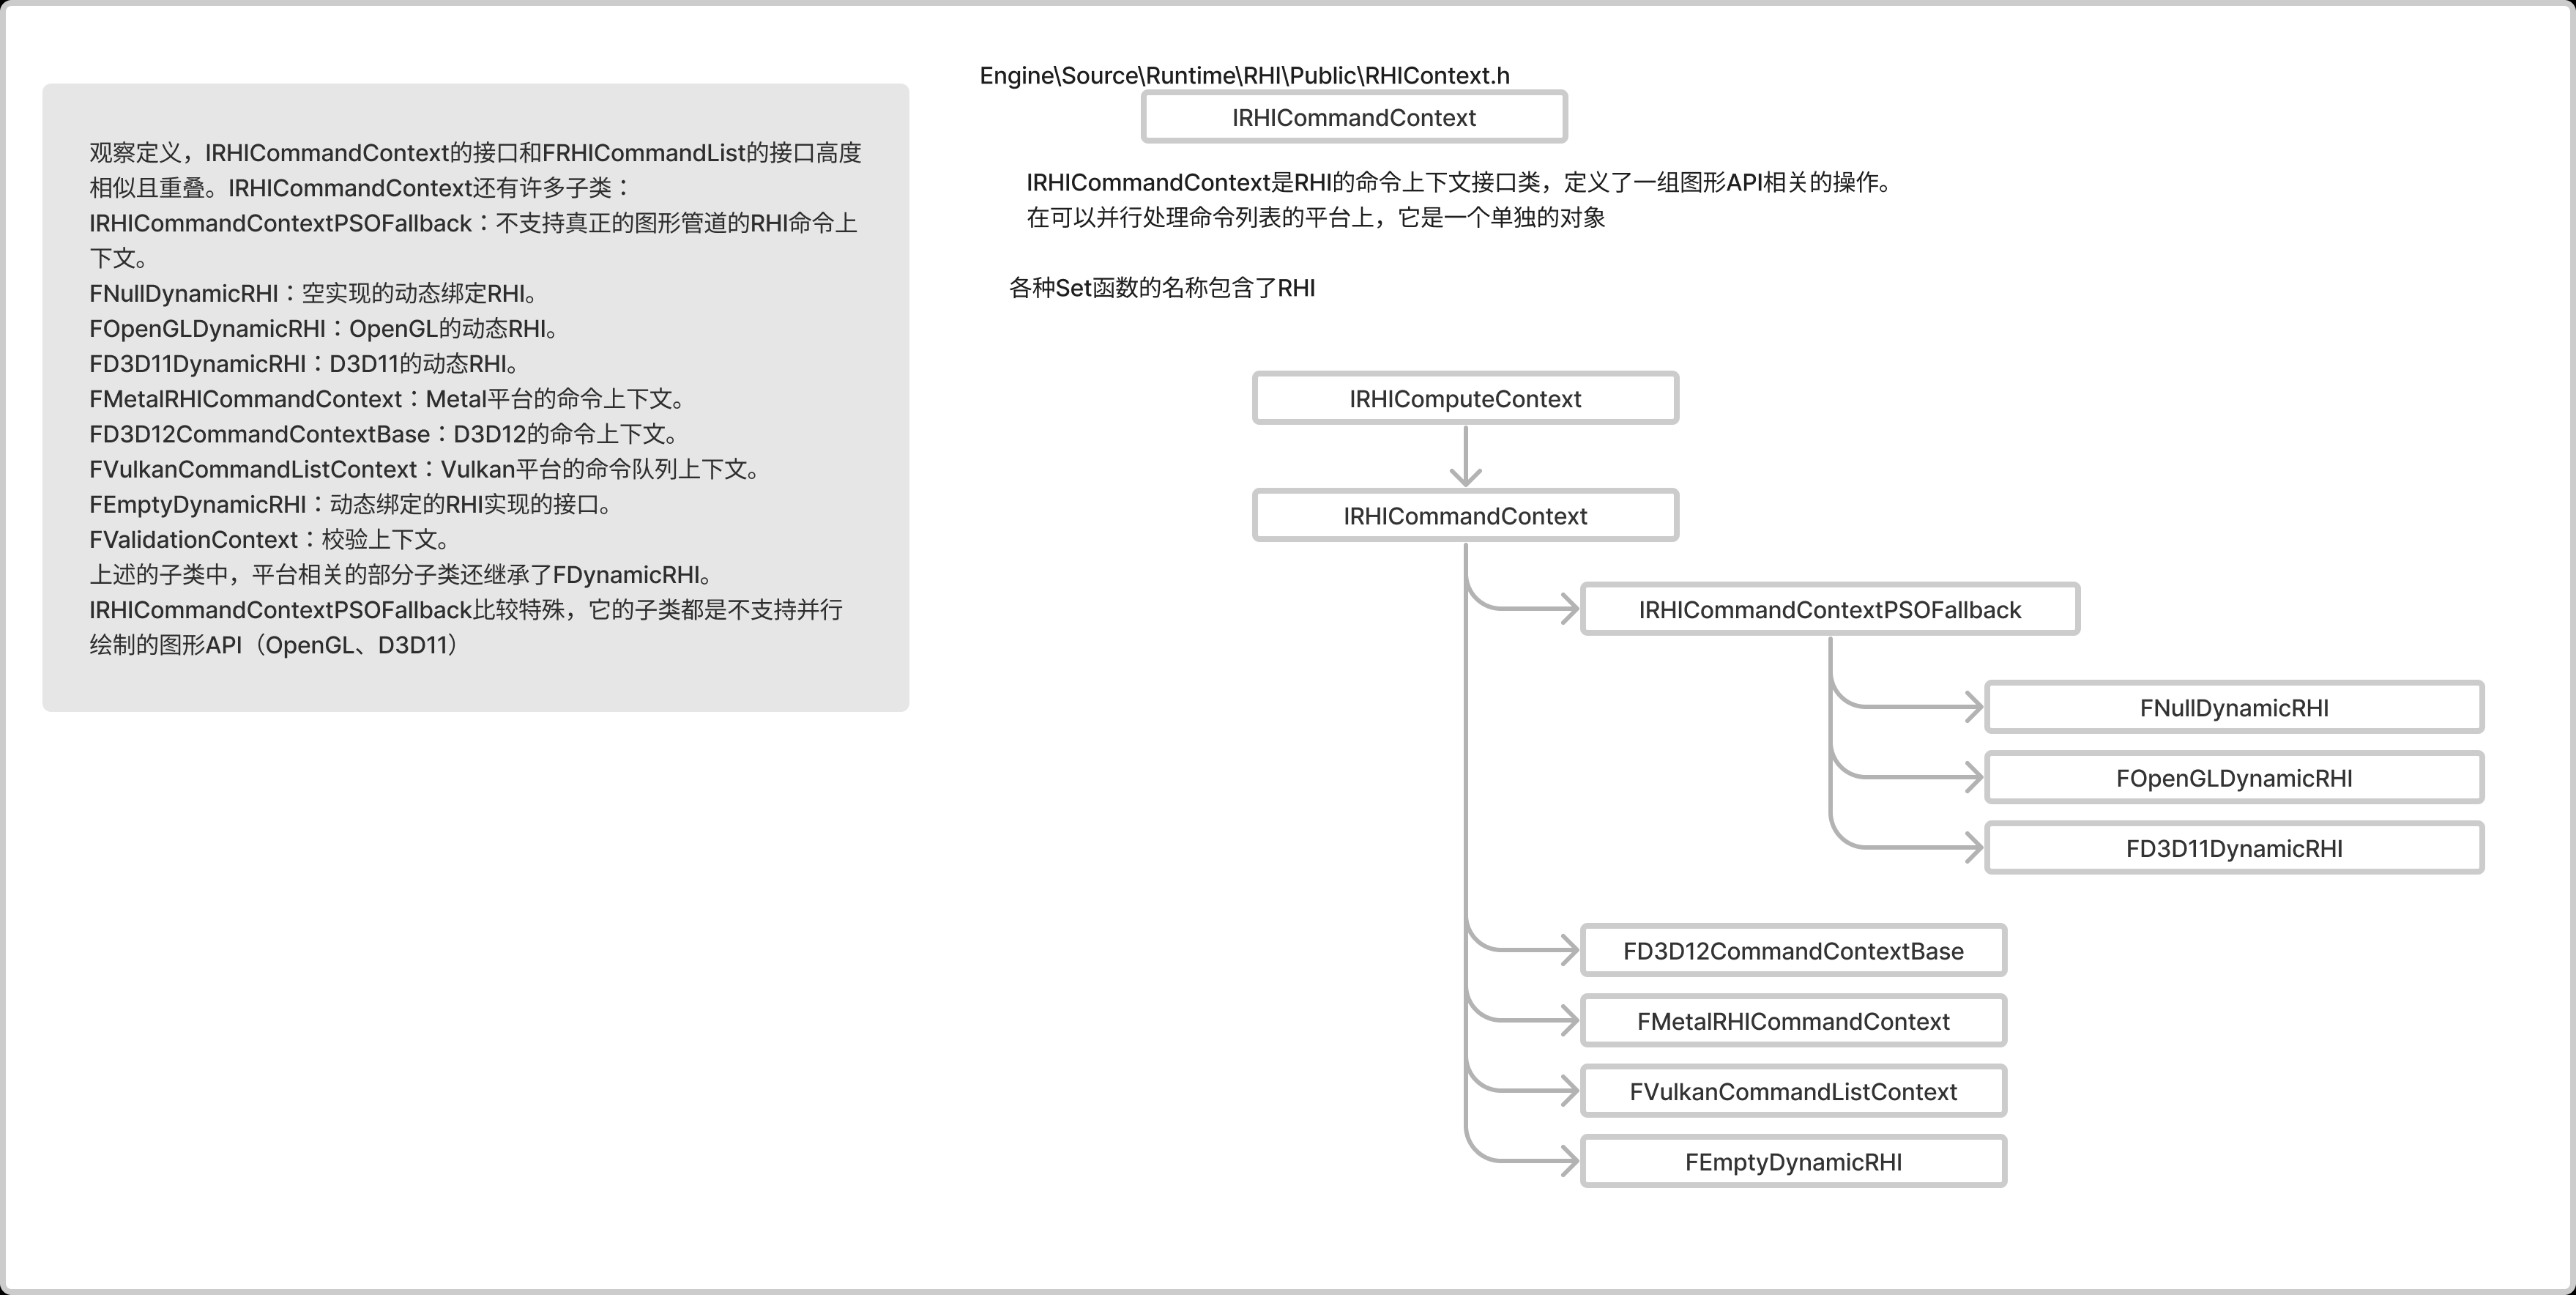 观察定义，IRHICommandContext的接口和FRHICommandList的接口高度
相似且重叠。IRHICommandContext还有许多子类：
IRHICommandContextPSOFallback：不支持真正的图形管道的RHI命令上
下文。
FNullDynamicRHI：空实现的动态绑定RHI。
FOpenGLDynamicRHI：OpenGL的动态RHI。
FD3D11DynamicRHI：D3D11的动态RHI。
FMetalRHICommandContext：Metal平台的命令上下文。
FD3D12CommandContextBase：D3D12的命令上下文。
FVulkanCommandListContext：Vulkan平台的命令队列上下文。
FEmptyDynamicRHI：动态绑定的RHI实现的接口。
FValidationContext：校验上下文。
上述的子类中，平台相关的部分子类还继承了FDynamicRHI。
IRHICommandContextPSOFallback比较特殊，它的子类都是不支持并行
绘制的图形API（OpenGL、D3D11）
Engine\Source\Runtime\RHI\Public\RHIContext.h
IRHICommandContext
IRHICommandContext是RHI的命令上下文接口类，定义了一组图形API相关的操作。
在可以并行处理命令列表的平台上，它是一个单独的对象
各种Set函数的名称包含了RHI
IRHIComputeContext
IRHICommandContext
IRHICommandContextPSOFallback
FNullDynamicRHI
FOpenGLDynamicRHI
FD3D11DynamicRHI
FD3D12CommandContextBase
FMetalRHICommandContext
FVulkanCommandListContext
FEmptyDynamicRHI